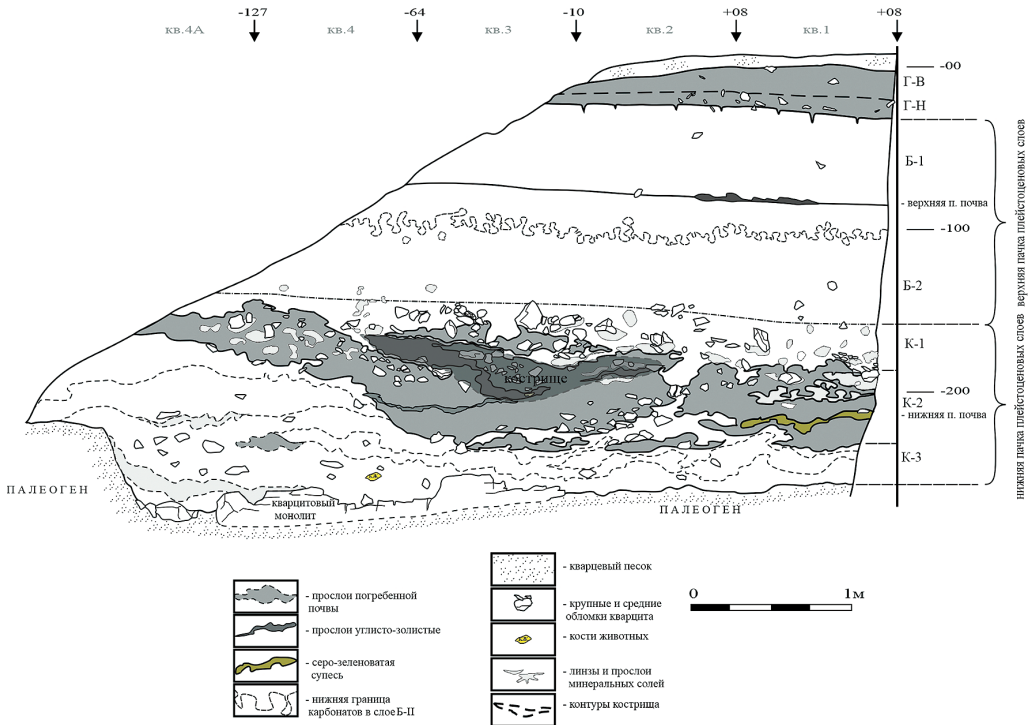 -127 -64 -10 +08 +08
кв.4А кв.4 кв.3 кв.2 кв.1
-00
Г-В
Г-Н
Б-1
- верхняя п. почва
-100
Б-2
К-1
кострище
-200
К-2
- нижняя п. почва
К-3
верхняя пачка плейстоценовых слоев
нижняя пачка плейстоценовых слоев
ПАЛЕОГЕН
кварцитовый
монолит
ПАЛЕОГЕН
- прослои погребенной
почвы
- прослои углисто-золистые
- серо-зеленоватая
супесь
- нижняя граница
карбонатов в слое Б-II
- кварцевый песок
- крупные и средние
обломки кварцита
- кости животных
- линзы и прослои
минеральных солей
- контуры кострища
0 1м